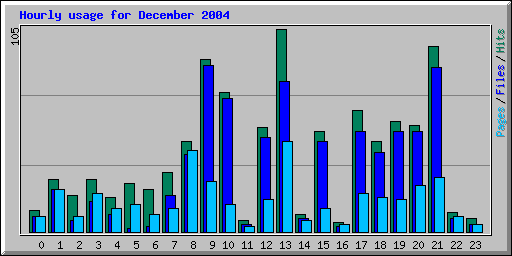 Hourly usage for December 2004
105
Pages / Files / Hits
0 1 2 3 4 5 6 7 8 9 10 11 12 13 14 15 16 17 18 19 20 21 22 23